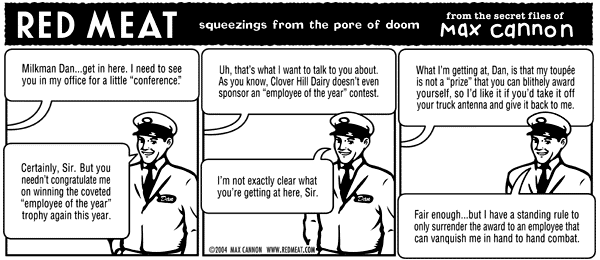 RED MEAT
squeezings from the pore of doom
from the secret files of
max cannon
Milkman Dan...get in here. I need to
see you in my office for a little "conference."
Certainly, Sir. But you
needn't congratulate me
on winning the coveted
"employee of the year"
trophy again this year.
Dan
Uh, that's what I want to talk to you about.
As you know, Clover Hill Dairy doesn't even
sponsor an "employee of the year" contest.
I'm not exactly clear what
you're getting at here, Sir.
Dan
©2004 MAX CANNON WWW.REDMEAT.COM
What I'm getting at, Dan, is that my toupée
is not a "prize" that you can blithely award
yourself, so I'd like it if you'd take it off
your truck antenna and give it back to me.
Fair enough...but I have a standing rule to
only surrender the award to an employee that
can vanquish me in hand to hand combat.